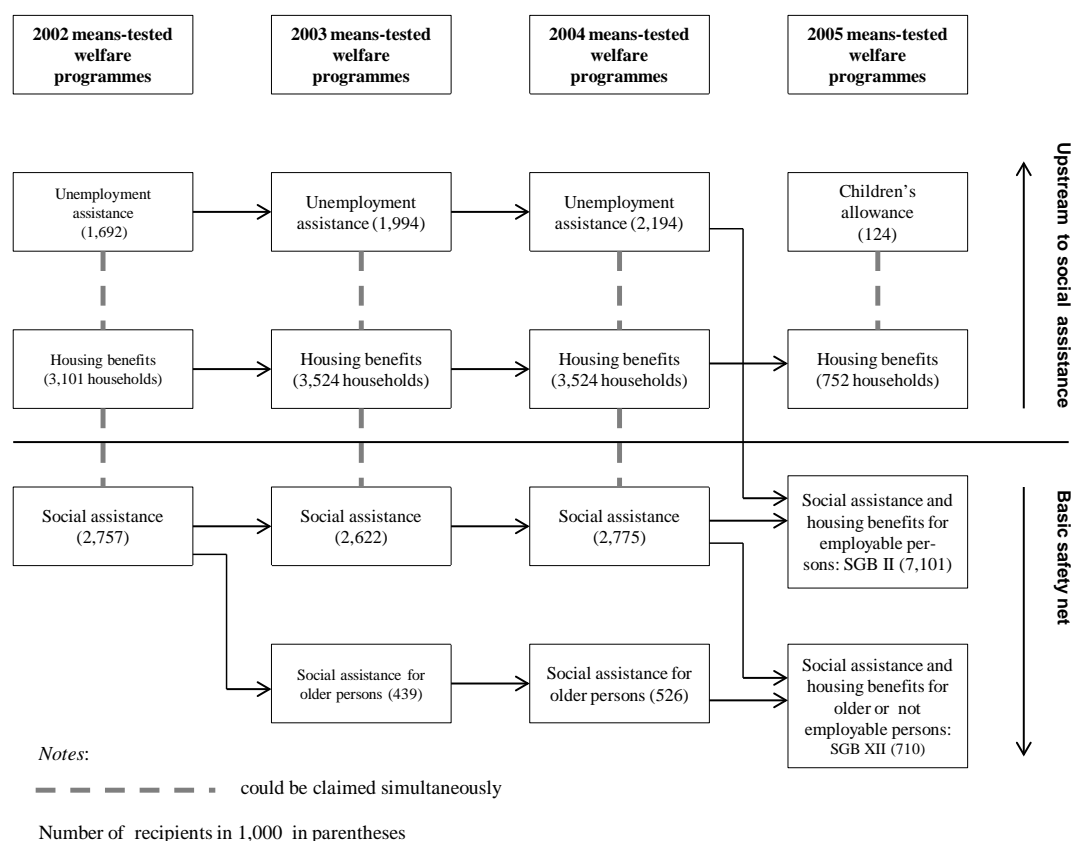 2002 means-tested
welfare
programmes
2003 means-tested
welfare
programmes
2004 means-tested
welfare
programmes
2005 means-tested
welfare
programmes
Unemployment
assistance
(1,692)
Unemployment
assistance (1,994)
Unemployment
assistance (2,194)
Children's
allowance
(124)
Upstream to social assistance
Housing benefits
(3,101 households)
Housing benefits
(3,524 households)
Housing benefits
(3,524 households)
Housing benefits
(752 households)
Social assistance
(2,757)
Social assistance
(2,622)
Social assistance
(2,775)
Social assistance and
housing benefits for
employable per-
sons: SGB II (7,101)
Basic safety net
Social assistance for
older persons (439)
Social assistance for
older persons (526)
Social assistance and
housing benefits for
older or not
employable persons:
SGB XII (710)
Notes:
could be claimed simultaneously
Number of recipients in 1,000 in parentheses